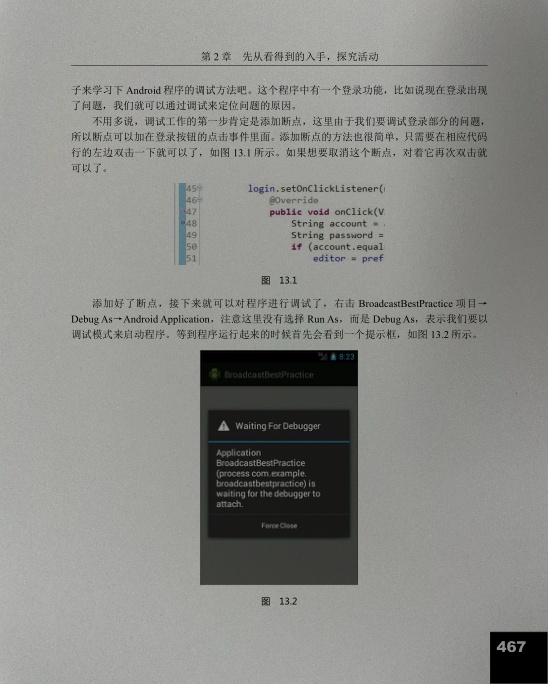 第 2 章　先从看得到的入手，探究活动
子来学习下 Android 程序的调试方法吧。这个程序中有一个登录功能，比如说现在登录出现
了问题，我们就可以通过调试来定位问题的原因。
不用多说，调试工作的第一步肯定是添加断点，这里由于我们要调试登录部分的问题，
所以断点可以加在登录按钮的点击事件里面。添加断点的方法也很简单，只需要在相应代码
行的左边双击一下就可以了，如图 13.1 所示。如果想要取消这个断点，对着它再次双击就
可以了。
45 login.setOnClickListener(
46 @Override
47 public void onClick(V
48 String account =
49 String password =
50 if (account.equal
51 editor = pref
图 13.1
添加好了断点，接下来就可以对程序进行调试了，右击 BroadcastBestPractice 项目→
Debug As→Android Application，注意这里没有选择 Run As，而是 Debug As，表示我们要以
调试模式来启动程序。等到程序运行起来的时候首先会看到一个提示框，如图 13.2 所示。
8:23
BroadcastBestPractice
Waiting For Debugger
Application
BroadcastBestPractice
(process com.example.
broadcastbestpractice) is
waiting for the debugger to
attach.
Force Close
图 13.2
467